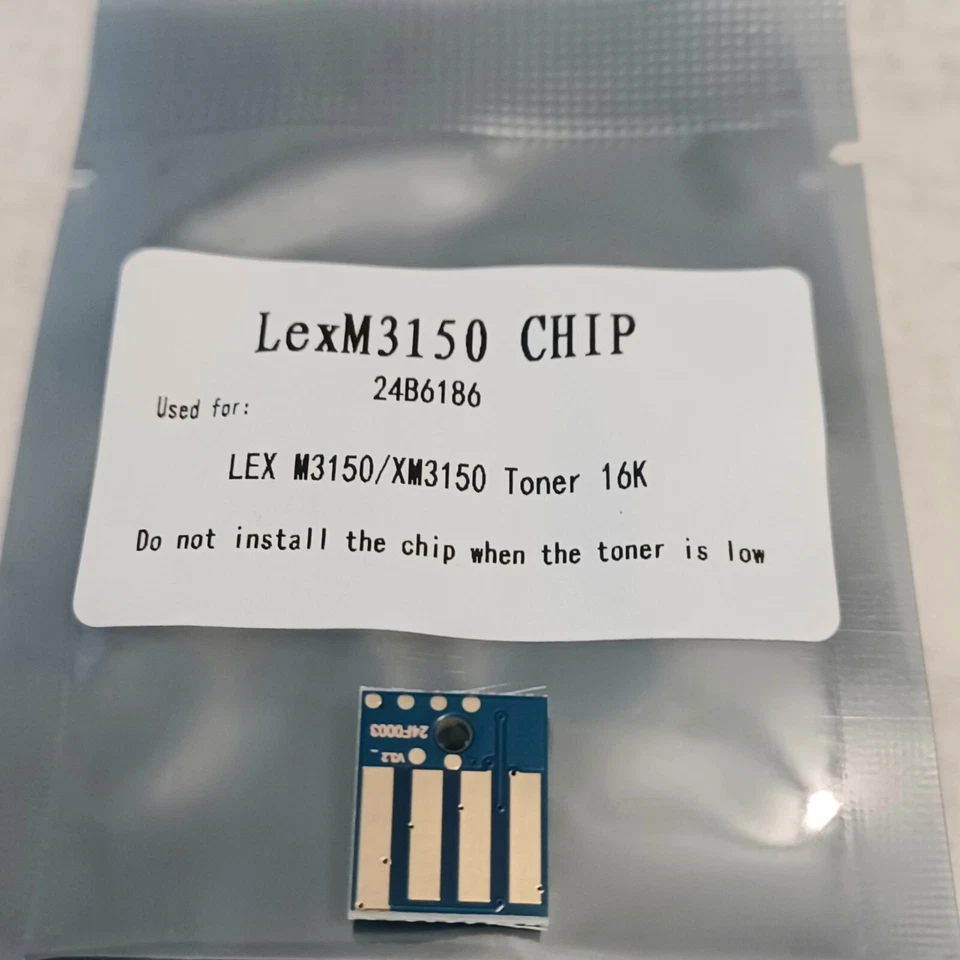 LexM3150 CHIP
24B6186
Used for:
LEX M3150/XM3150 Toner 16K
Do not install the chip when the toner is low
24F0003
V3.2